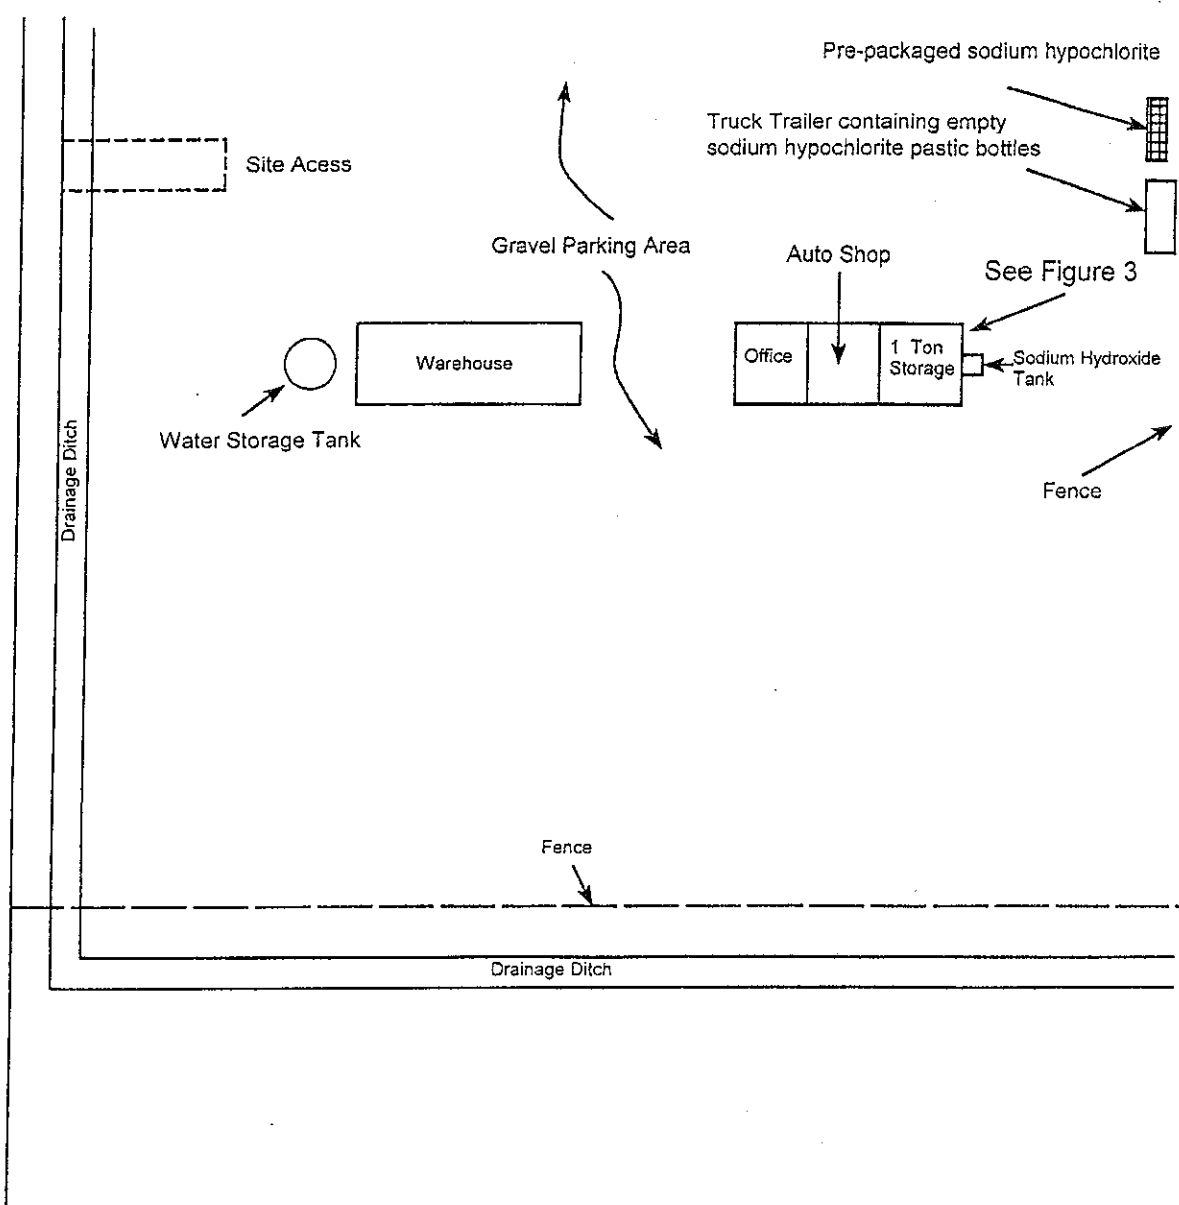 Pre-packaged sodium hypochlorite
Truck Trailer containing empty
sodium hypochlorite pastic bottles
Site Acess
Gravel Parking Area
Auto Shop
See Figure 3
Office
1 Ton
Storage
Sodium Hydroxide
Tank
Warehouse
Water Storage Tank
Drainage Ditch
Fence
Fence
Drainage Ditch